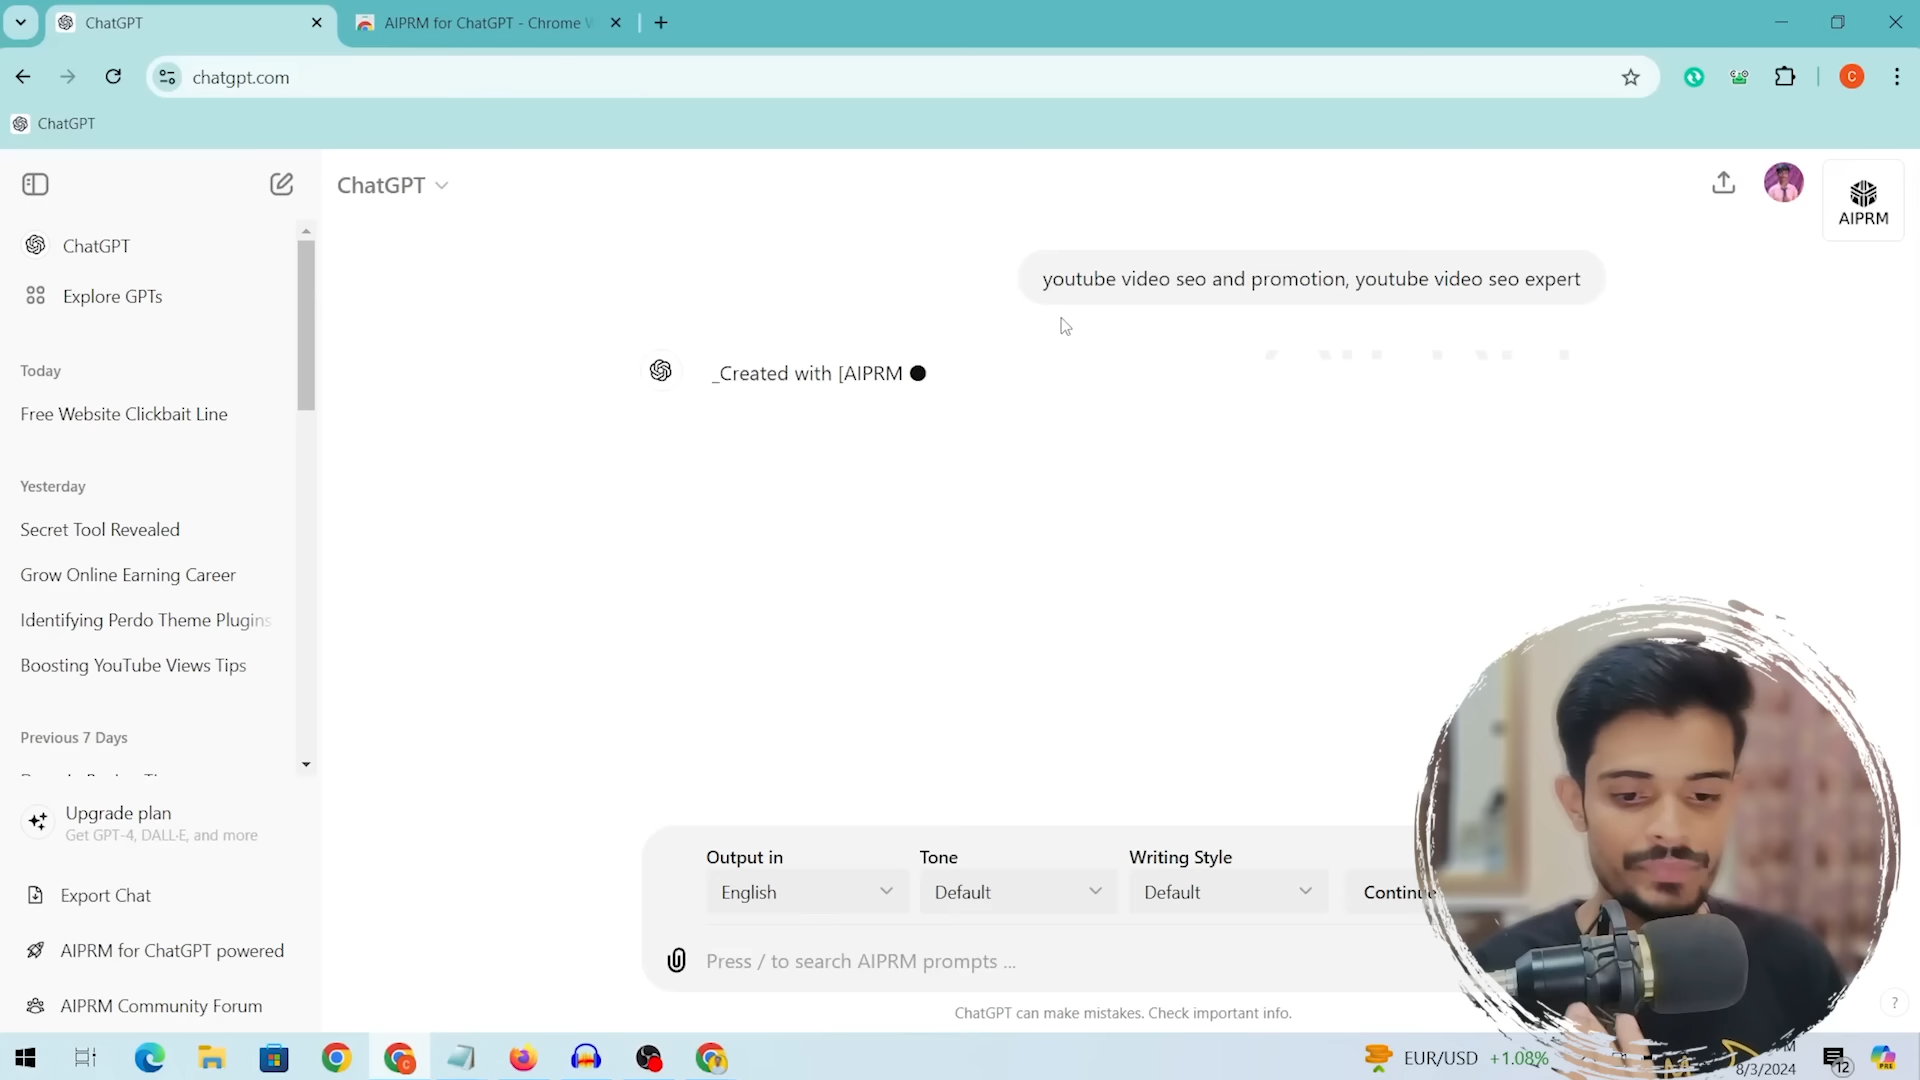 ChatGPT
AIPRM for ChatGPT - Chrome
chatgpt.com
C
ChatGPT
ChatGPT
AIPRM
ChatGPT
Explore GPTs
youtube video seo and promotion, youtube video seo expert
_Created with [AIPRM
Today
Free Website Clickbait Line
Yesterday
Secret Tool Revealed
Grow Online Earning Career
Identifying Perdo Theme Plugins
Boosting YouTube Views Tips
Previous 7 Days
Upgrade plan
Get GPT-4, DALL·E, and more
Export Chat
AIPRM for ChatGPT powered
AIPRM Community Forum
Output in
Tone
Writing Style
English
Default
Default
Continue
Press / to search AIPRM prompts ...
ChatGPT can make mistakes. Check important info.
?
C
EUR/USD +1.08%
8/3/2024
12
PRE